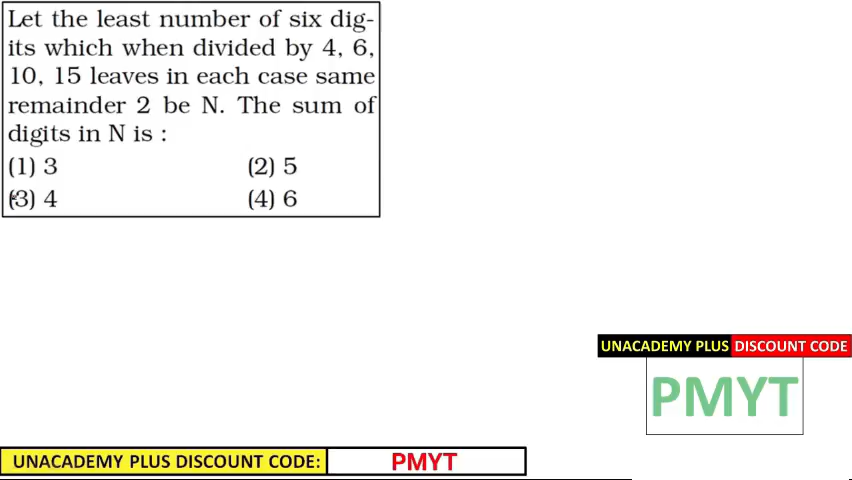 Let the least number of six dig-
its which when divided by 4, 6,
10, 15 leaves in each case same
remainder 2 be N. The sum of
digits in N is :
(1) 3 (2) 5
(3) 4 (4) 6
UNACADEMY PLUS DISCOUNT CODE
PMYT
UNACADEMY PLUS DISCOUNT CODE: PMYT